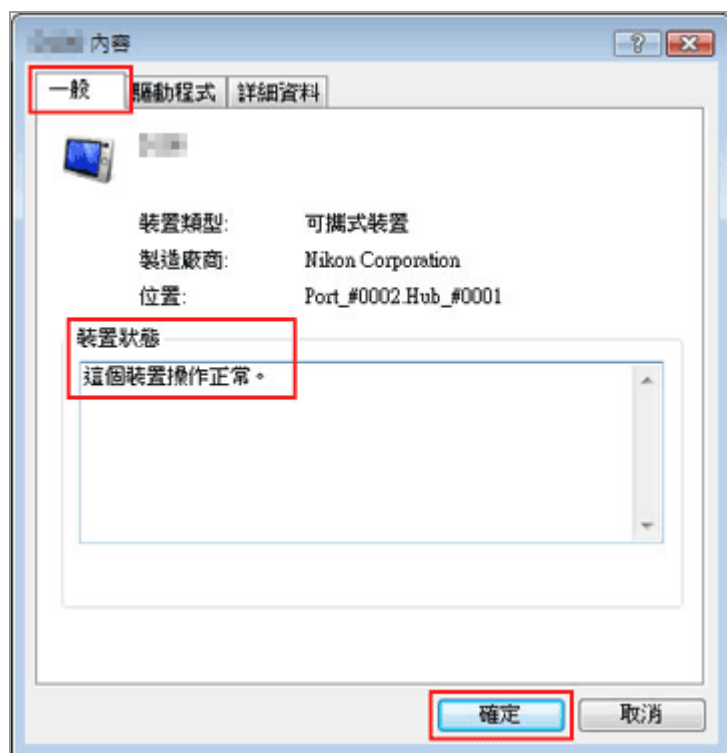 內容
一般 驅動程式 詳細資料
裝置類型: 可攜式裝置
製造廠商: Nikon Corporation
位置: Port_#0002.Hub_#0001
裝置狀態
這個裝置操作正常。
確定 取消